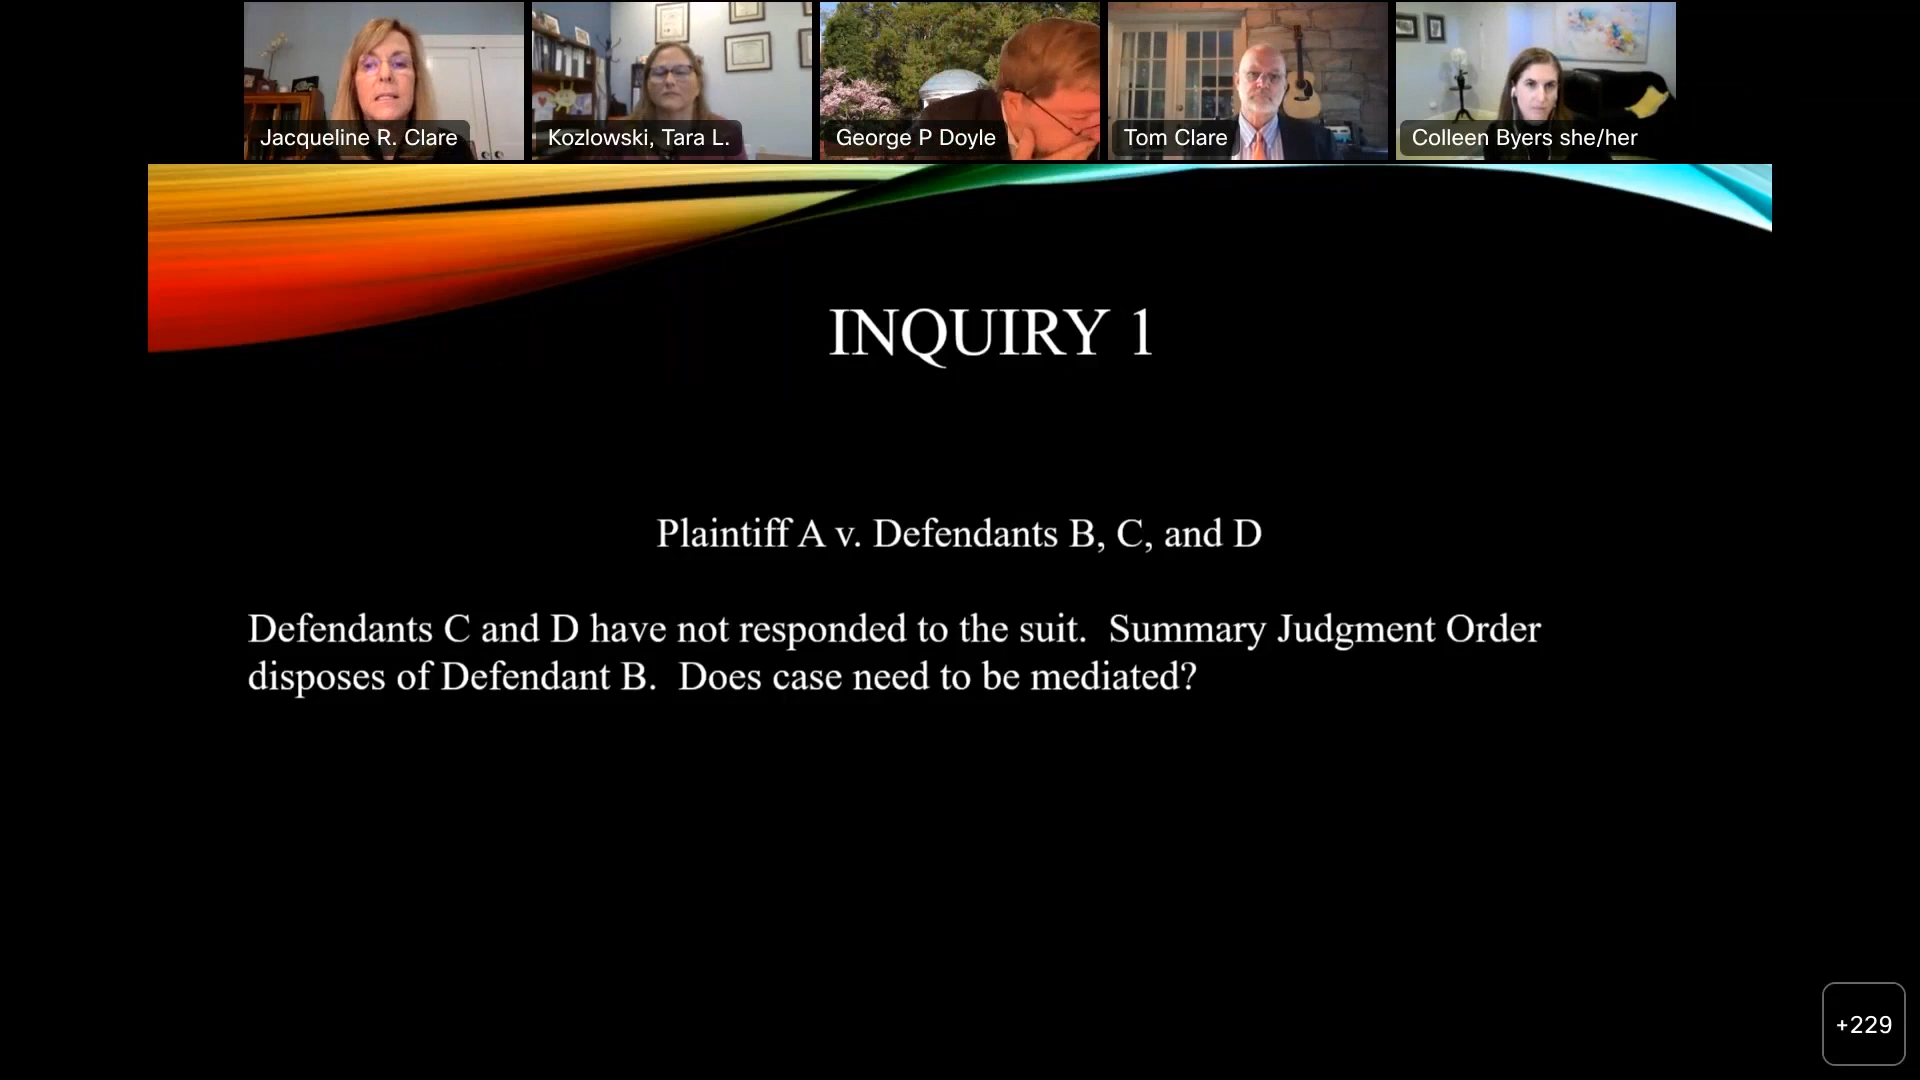 Jacqueline R. Clare
Kozlowski, Tara L.
George P Doyle
Tom Clare
Colleen Byers she/her
INQUIRY 1
Plaintiff A v. Defendants B, C, and D
Defendants C and D have not responded to the suit.  Summary Judgment Order
disposes of Defendant B.  Does case need to be mediated?
+229